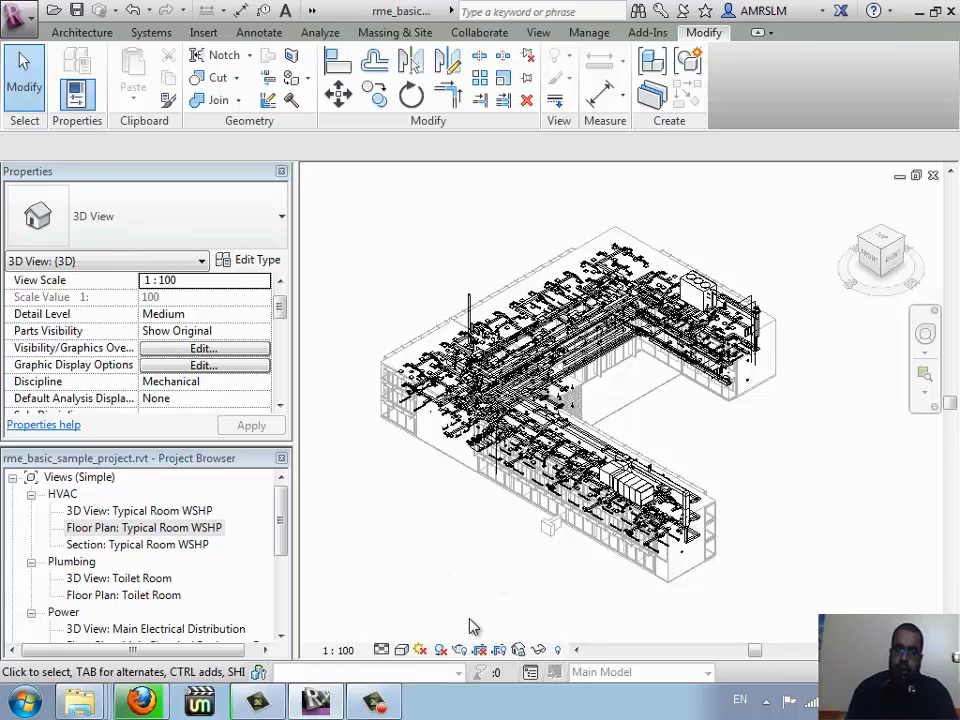 rme_basic...
Type a keyword or phrase
AMRSLM
Architecture Systems Insert Annotate Analyze Massing & Site Collaborate View Manage Add-Ins Modify
Modify
Paste
Notch
Cut
Join
Select Properties Clipboard Geometry Modify View Measure Create
Properties
3D View
3D View: {3D} Edit Type
View Scale 1 : 100
Scale Value 1: 100
Detail Level Medium
Parts Visibility Show Original
Visibility/Graphics Ove... Edit...
Graphic Display Options Edit...
Discipline Mechanical
Default Analysis Displa... None
Properties help Apply
rme_basic_sample_project.rvt - Project Browser
Views (Simple)
HVAC
3D View: Typical Room WSHP
Floor Plan: Typical Room WSHP
Section: Typical Room WSHP
Plumbing
3D View: Toilet Room
Floor Plan: Toilet Room
Power
3D View: Main Electrical Distribution
TOP
FRONT RIGHT
1 : 100
Click to select, TAB for alternates, CTRL adds, SHI :0 Main Model
EN